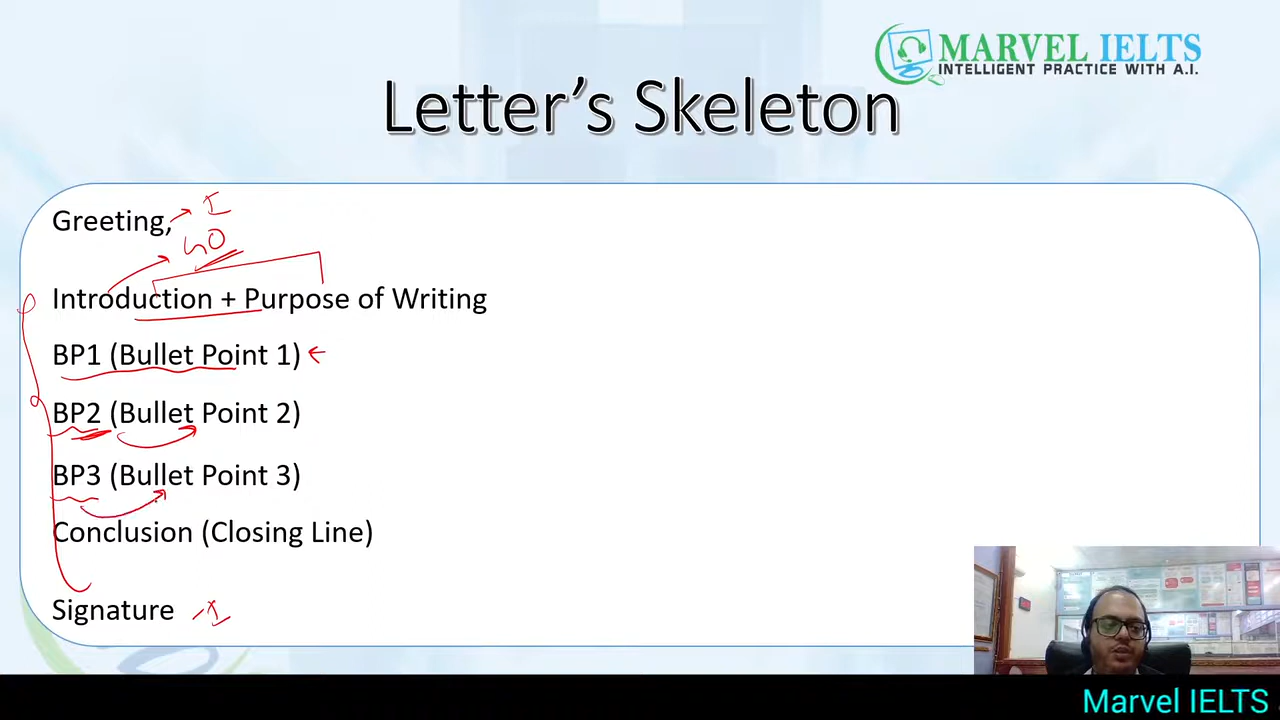 MARVEL IELTS
INTELLIGENT PRACTICE WITH A.I.
Letter's Skeleton
Greeting,
I
40
Introduction + Purpose of Writing
BP1 (Bullet Point 1)
BP2 (Bullet Point 2)
BP3 (Bullet Point 3)
Conclusion (Closing Line)
Signature
Marvel IELTS